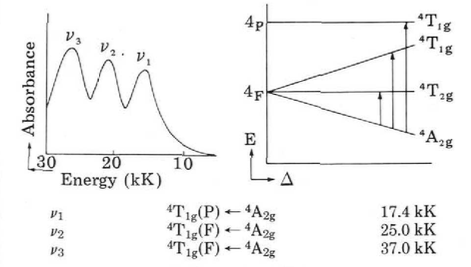 ν₃
ν₂
ν₁
Absorbance
30 20 10
Energy (kK)
4P
4F
E
Δ
⁴T₁g
⁴T₁g
⁴T₂g
⁴A₂g
ν₁ ⁴T₁g(P) ← ⁴A₂g 17.4 kK
ν₂ ⁴T₁g(F) ← ⁴A₂g 25.0 kK
ν₃ ⁴T₁g(F) ← ⁴A₂g 37.0 kK